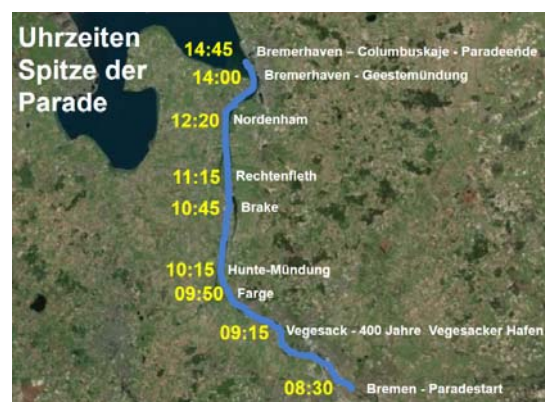 Uhrzeiten
Spitze der
Parade
14:45 Bremerhaven – Columbuskaje - Paradeende
14:00 Bremerhaven - Geestemündung
12:20 Nordenham
11:15 Rechtenfleth
10:45 Brake
10:15 Hunte-Mündung
09:50 Farge
09:15 Vegesack - 400 Jahre Vegesacker Hafen
08:30 Bremen - Paradestart